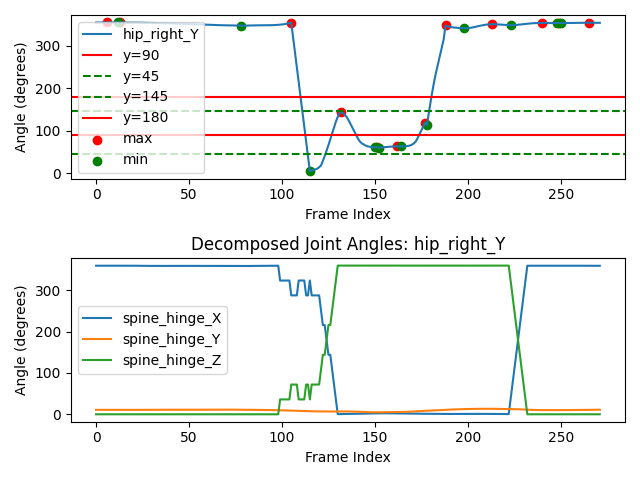 300
200
100
0
Angle (degrees)
hip_right_Y
y=90
y=45
y=145
y=180
max
min
0 50 100 150 200 250
Frame Index
Decomposed Joint Angles: hip_right_Y
300
200
100
0
Angle (degrees)
spine_hinge_X
spine_hinge_Y
spine_hinge_Z
0 50 100 150 200 250
Frame Index